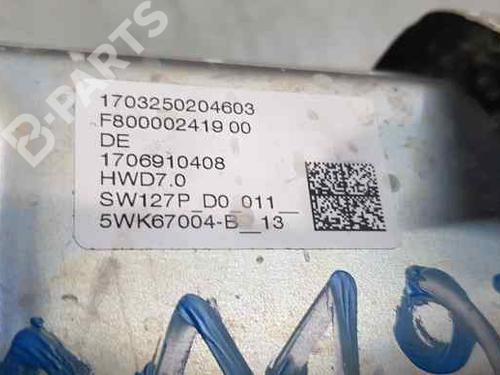 B-PARTS
1703250204603
F800002419 00
DE
1706910408
HWD7.0
SW127P_D0_011__
5WK67004-B__13